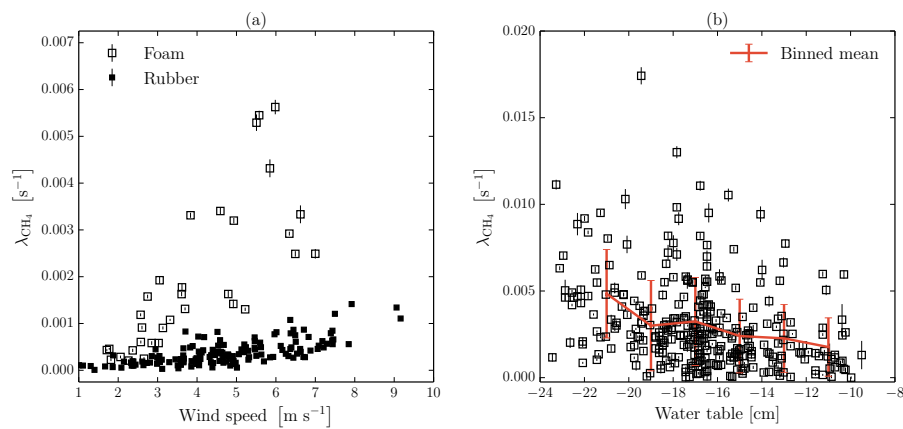 (a)
0.007
0.006
0.005
0.004
0.003
0.002
0.001
0.000
λCH₄ [s⁻¹]
Foam
Rubber
1 2 3 4 5 6 7 8 9 10
Wind speed [m s⁻¹]
(b)
0.020
0.015
0.010
0.005
0.000
λCH₄ [s⁻¹]
Binned mean
−24 −22 −20 −18 −16 −14 −12 −10 −8
Water table [cm]